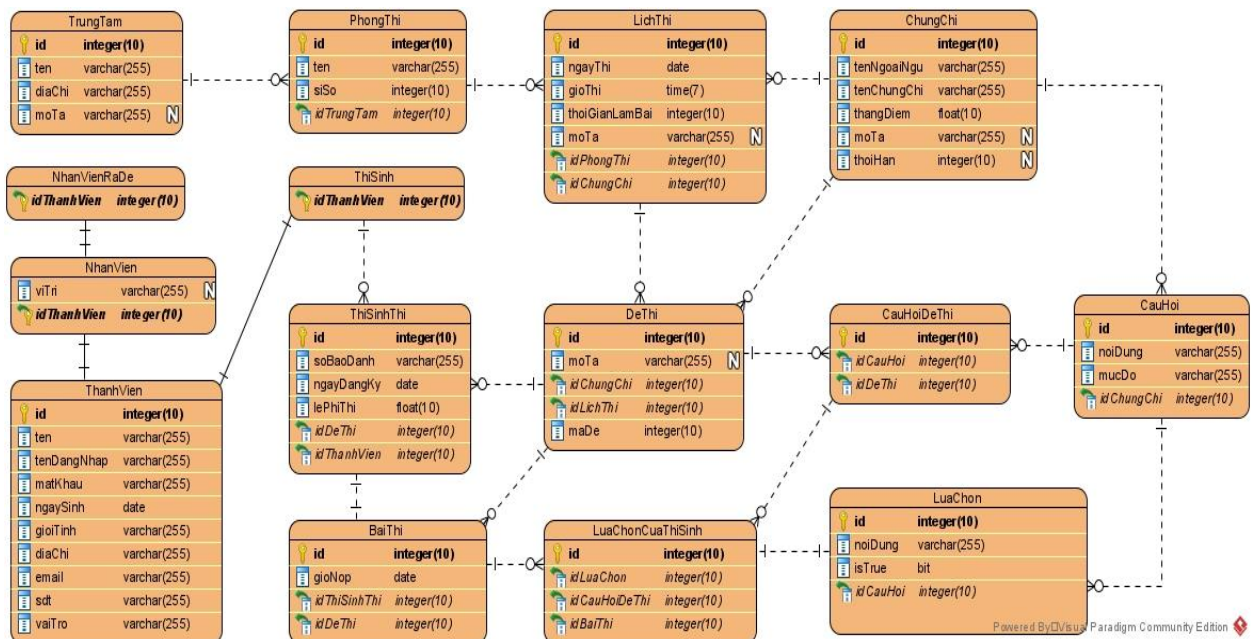 TrungTam
id integer(10)
ten varchar(255)
diaChi varchar(255)
moTa varchar(255) N
PhongThi
id integer(10)
ten varchar(255)
siSo integer(10)
idTrungTam integer(10)
LichThi
id integer(10)
ngayThi date
gioThi time(7)
thoiGianLamBai integer(10)
moTa varchar(255) N
idPhongThi integer(10)
idChungChi integer(10)
ChungChi
id integer(10)
tenNgoaiNgu varchar(255)
tenChungChi varchar(255)
thangDiem float(10)
moTa varchar(255) N
thoiHan integer(10) N
NhanVienRaDe
idThanhVien integer(10)
ThiSinh
idThanhVien integer(10)
NhanVien
viTri varchar(255) N
idThanhVien integer(10)
ThiSinhThi
id integer(10)
soBaoDanh varchar(255)
ngayDangKy date
lePhiThi float(10)
idDeThi integer(10)
idThanhVien integer(10)
DeThi
id integer(10)
moTa varchar(255) N
idChungChi integer(10)
idLichThi integer(10)
maDe integer(10)
CauHoiDeThi
id integer(10)
idCauHoi integer(10)
idDeThi integer(10)
CauHoi
id integer(10)
noiDung varchar(255)
mucDo varchar(255)
idChungChi integer(10)
ThanhVien
id integer(10)
ten varchar(255)
tenDangNhap varchar(255)
matKhau varchar(255)
ngaySinh date
gioiTinh varchar(255)
diaChi varchar(255)
email varchar(255)
sdt varchar(255)
vaiTro varchar(255)
BaiThi
id integer(10)
gioNop date
idThiSinhThi integer(10)
idDeThi integer(10)
LuaChonCuaThiSinh
id integer(10)
idLuaChon integer(10)
idCauHoiDeThi integer(10)
idBaiThi integer(10)
LuaChon
id integer(10)
noiDung varchar(255)
isTrue bit
idCauHoi integer(10)
Powered By Visual Paradigm Community Edition